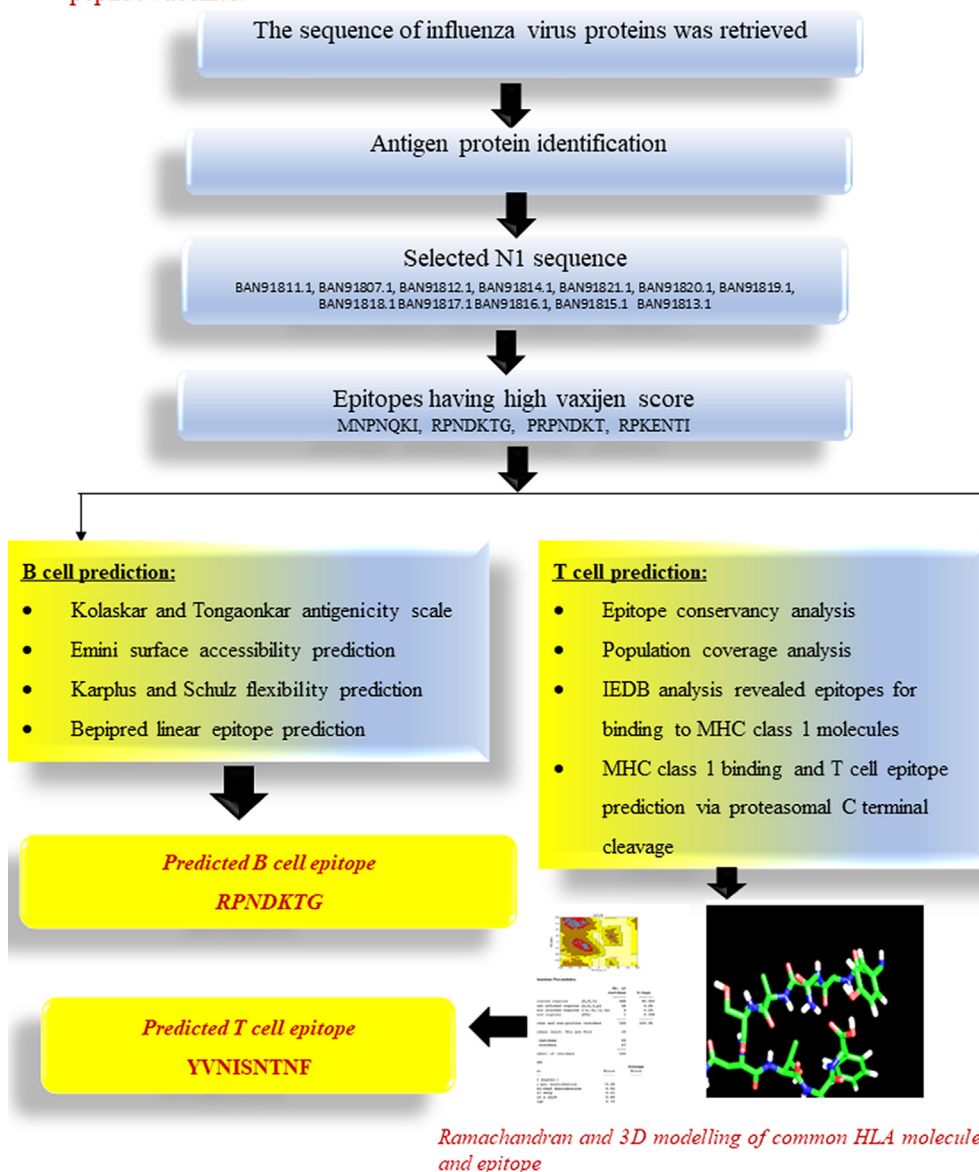 peptide vaccines.
The sequence of influenza virus proteins was retrieved
Antigen protein identification
Selected N1 sequence
BAN91811.1, BAN91807.1, BAN91812.1, BAN91814.1, BAN91821.1, BAN91820.1, BAN91819.1,
BAN91818.1 BAN91817.1 BAN91816.1, BAN91815.1 BAN91813.1
Epitopes having high vaxijen score
MNPNQKI, RPNDKTG, PRPNDKT, RPKENTI
B cell prediction:
• Kolaskar and Tongaonkar antigenicity scale
• Emini surface accessibility prediction
• Karplus and Schulz flexibility prediction
• Bepipred linear epitope prediction
Predicted B cell epitope
RPNDKTG
T cell prediction:
• Epitope conservancy analysis
• Population coverage analysis
• IEDB analysis revealed epitopes for
binding to MHC class 1 molecules
• MHC class 1 binding and T cell epitope
prediction via proteasomal C terminal
cleavage
Predicted T cell epitope
YVNISNTNF
Ramachandran and 3D modelling of common HLA molecule
and epitope